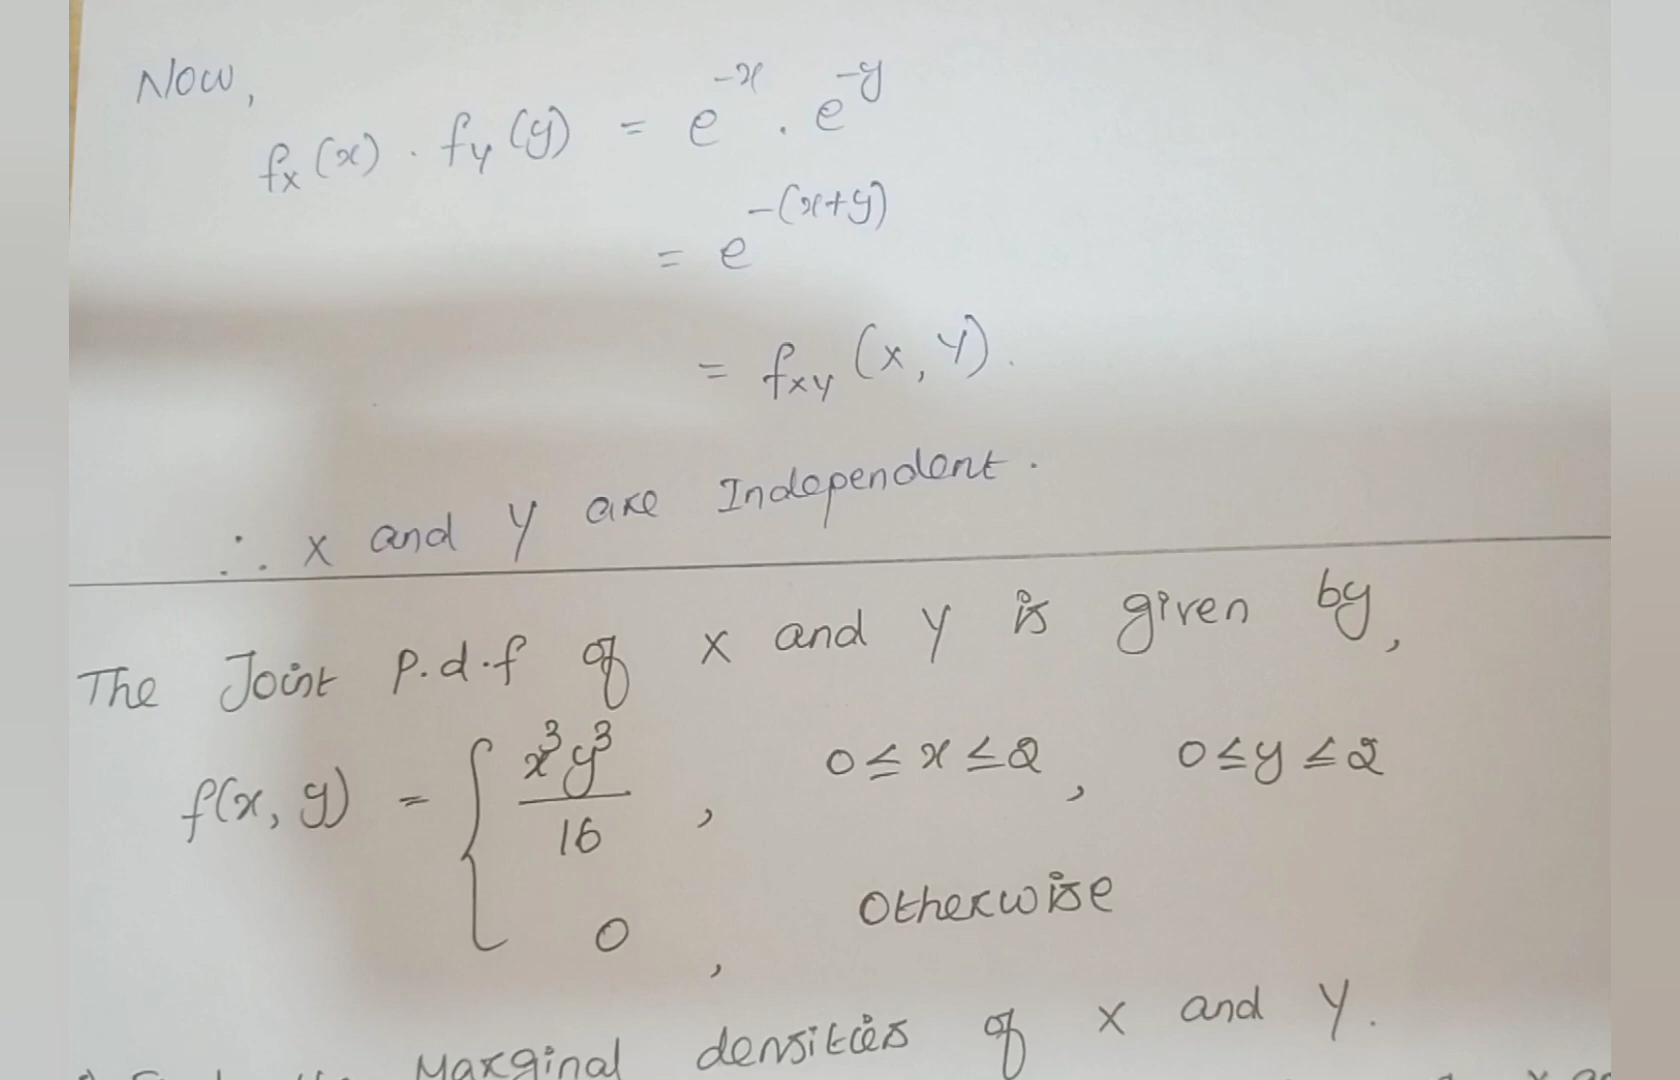 Now,
fx(x) . fy(y) = e^-x . e^-y
= e^-(x+y)
= fxy(x, y).
∴ x and y are Independent.
The Joint P.d.f of x and y is given by,
f(x, y) = { x³y³/16 , 0≤x≤2, 0≤y≤2
0 , Otherwise
Marginal densities of x and y.